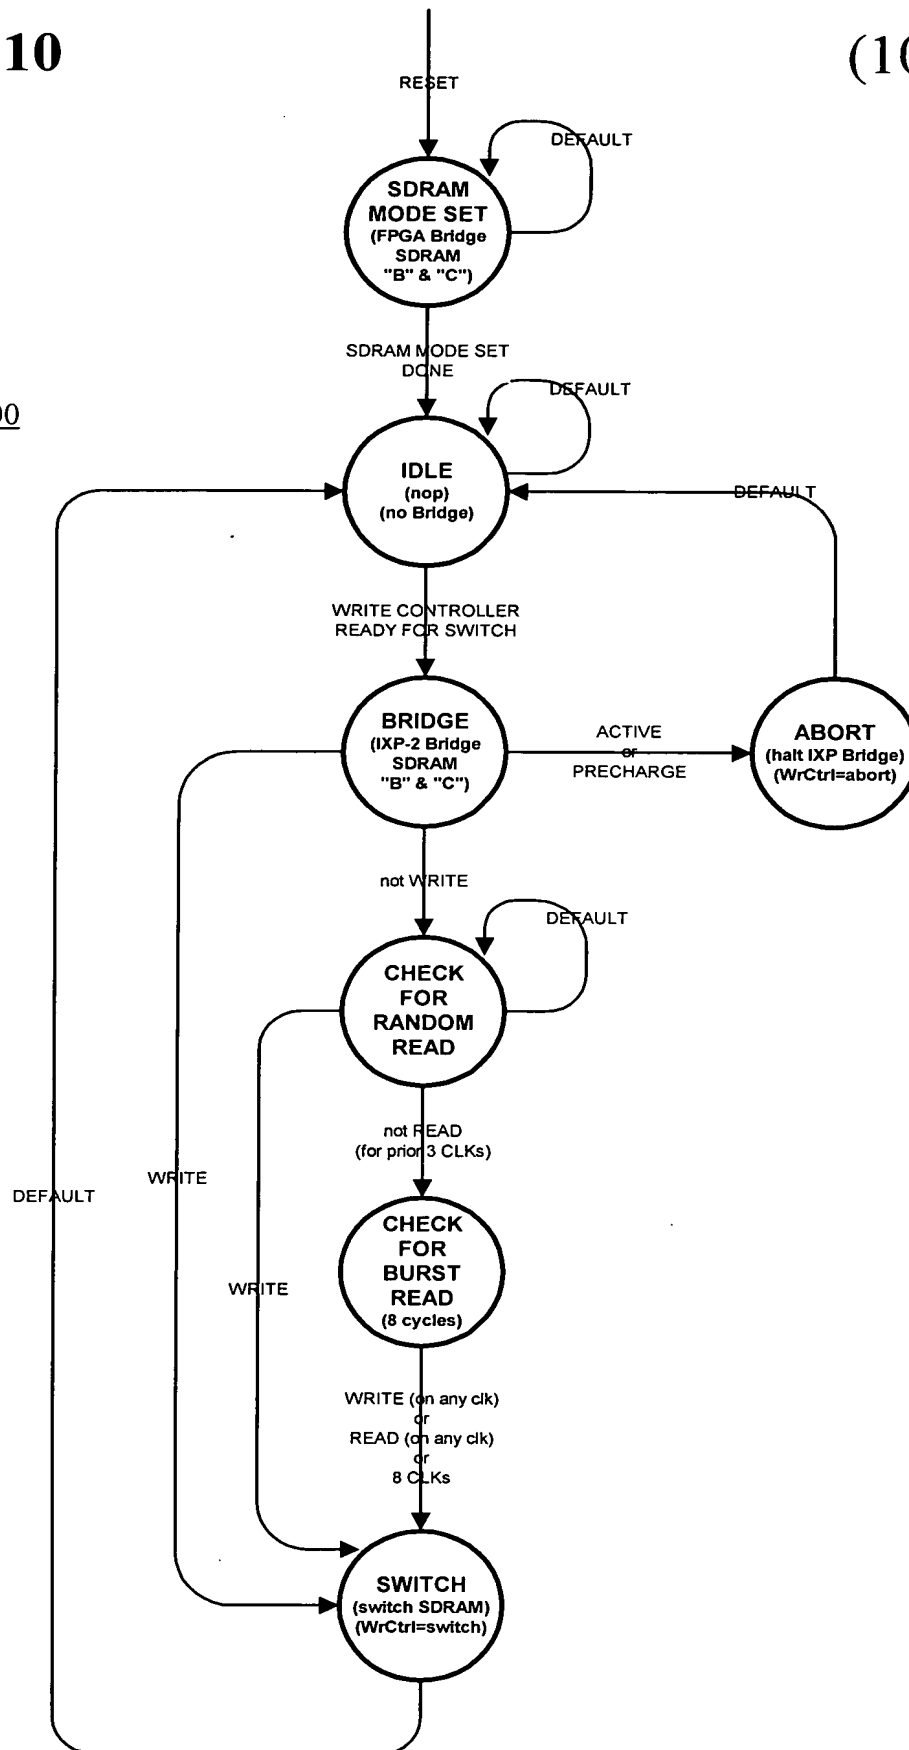 10
(10
RESET
DEFAULT
SDRAM
MODE SET
(FPGA Bridge
SDRAM
"B" & "C")
SDRAM MODE SET
DONE
DEFAULT
00
IDLE
(nop)
(no Bridge)
DEFAULT
WRITE CONTROLLER
READY FOR SWITCH
BRIDGE
(IXP-2 Bridge
SDRAM
"B" & "C")
ACTIVE
or
PRECHARGE
ABORT
(halt IXP Bridge)
(WrCtrl=abort)
not WRITE
DEFAULT
CHECK
FOR
RANDOM
READ
not READ
(for prior 3 CLKs)
WRITE
DEFAULT
CHECK
FOR
BURST
READ
(8 cycles)
WRITE
WRITE (on any clk)
or
READ (on any clk)
or
8 CLKs
SWITCH
(switch SDRAM)
(WrCtrl=switch)